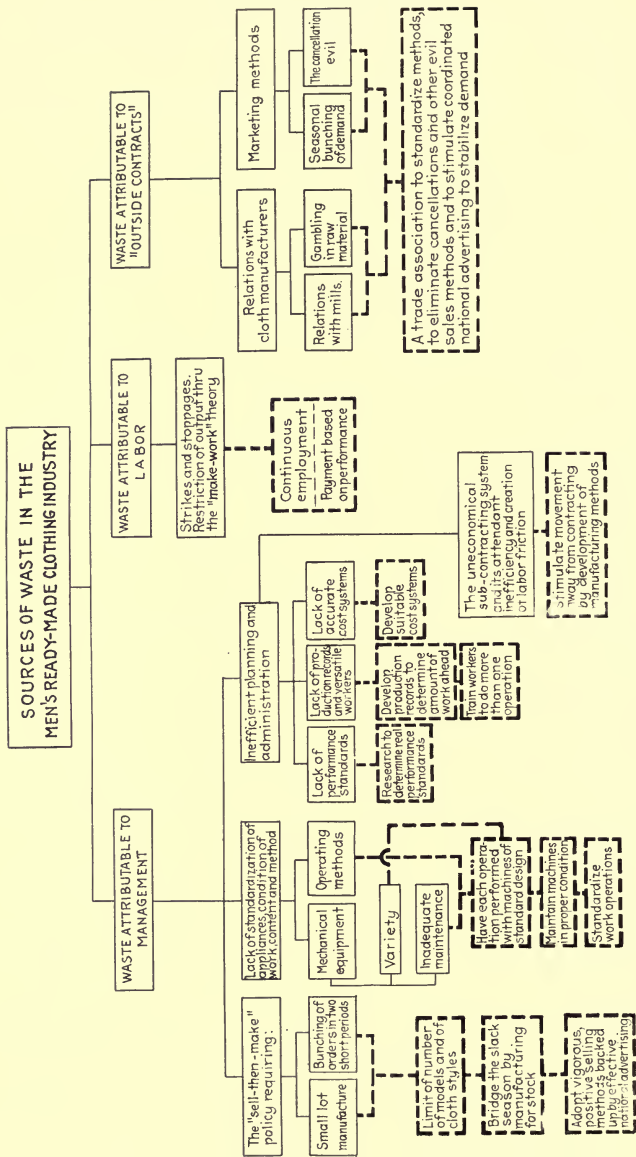 SOURCES OF WASTE IN THE
MEN'S READY-MADE CLOTHING INDUSTRY
WASTE ATTRIBUTABLE TO
MANAGEMENT
The "sell-then-make"
policy requiring:
Small lot
manufacture
Bunching of
orders in two
short periods
Limit of number
of models and of
cloth styles
Bridge the slack
season by
manufacturing
for stock
Adopt vigorous,
positive selling
methods backed
up by effective
national advertising
Lack of standardization of
appliances, condition of
work, content and method
Mechanical
equipment
Operating
methods
Variety
Inadequate
maintenance
Have each opera-
tion performed
with machines of
standard design
Maintain machines
in proper condition
Standardize
work operations
Inefficient planning and
administration
Lack of
performance
standards
Research to
determine real
performance
standards
Lack of pro-
duction records
and versatile
workers
Develop
production
records to
determine
amount of
work ahead
Train workers
to do more
than one
operation
Lack of
accurate
cost systems
Develop
suitable
cost systems
The uneconomical
sub-contracting system
and its attendant
inefficiency and creation
or labor friction
Stimulate movement
away from contracting
by development of
manufacturing methods
WASTE ATTRIBUTABLE TO
LABOR
Strikes and stoppages.
Restriction of output thru
the "make-work" theory
Continuous
employment
Payment based
on performance
WASTE ATTRIBUTABLE TO
"OUTSIDE CONTRACTS"
Relations with
cloth manufacturers
Relations
with mills.
Gambling
in raw
material
Marketing methods
Seasonal
bunching
of demand
The cancellation
evil
A trade association to standardize methods,
to eliminate cancellations and other evil
sales methods and to stimulate coordinated
national advertising to stabilize demand